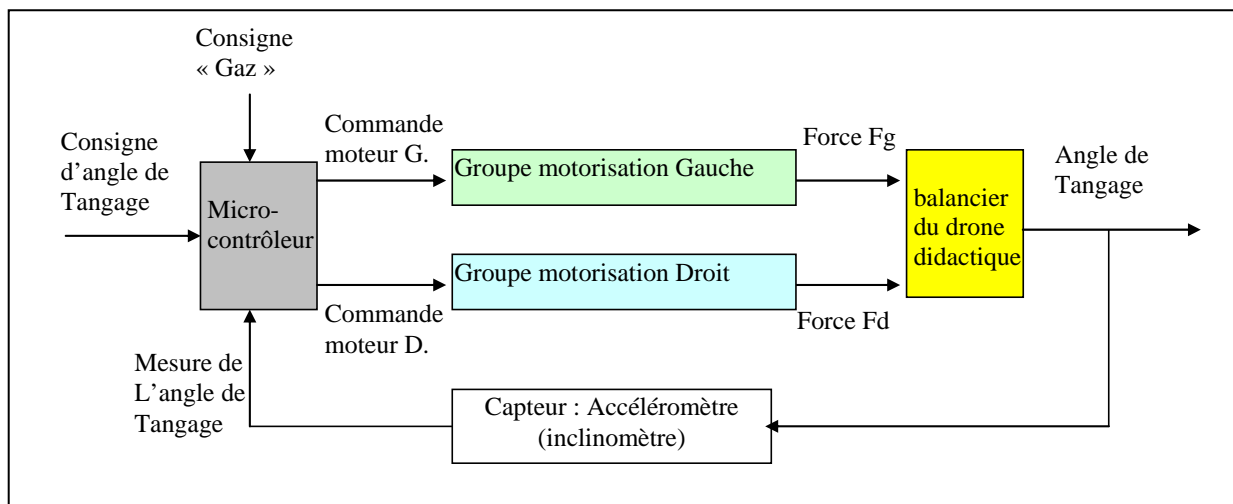 Consigne
« Gaz »
Consigne
d’angle de
Tangage
Micro-
contrôleur
Commande
moteur G.
Groupe motorisation Gauche
Force Fg
balancier
du drone
didactique
Angle de
Tangage
Groupe motorisation Droit
Commande
moteur D.
Force Fd
Mesure de
L’angle de
Tangage
Capteur : Accéléromètre
(inclinomètre)